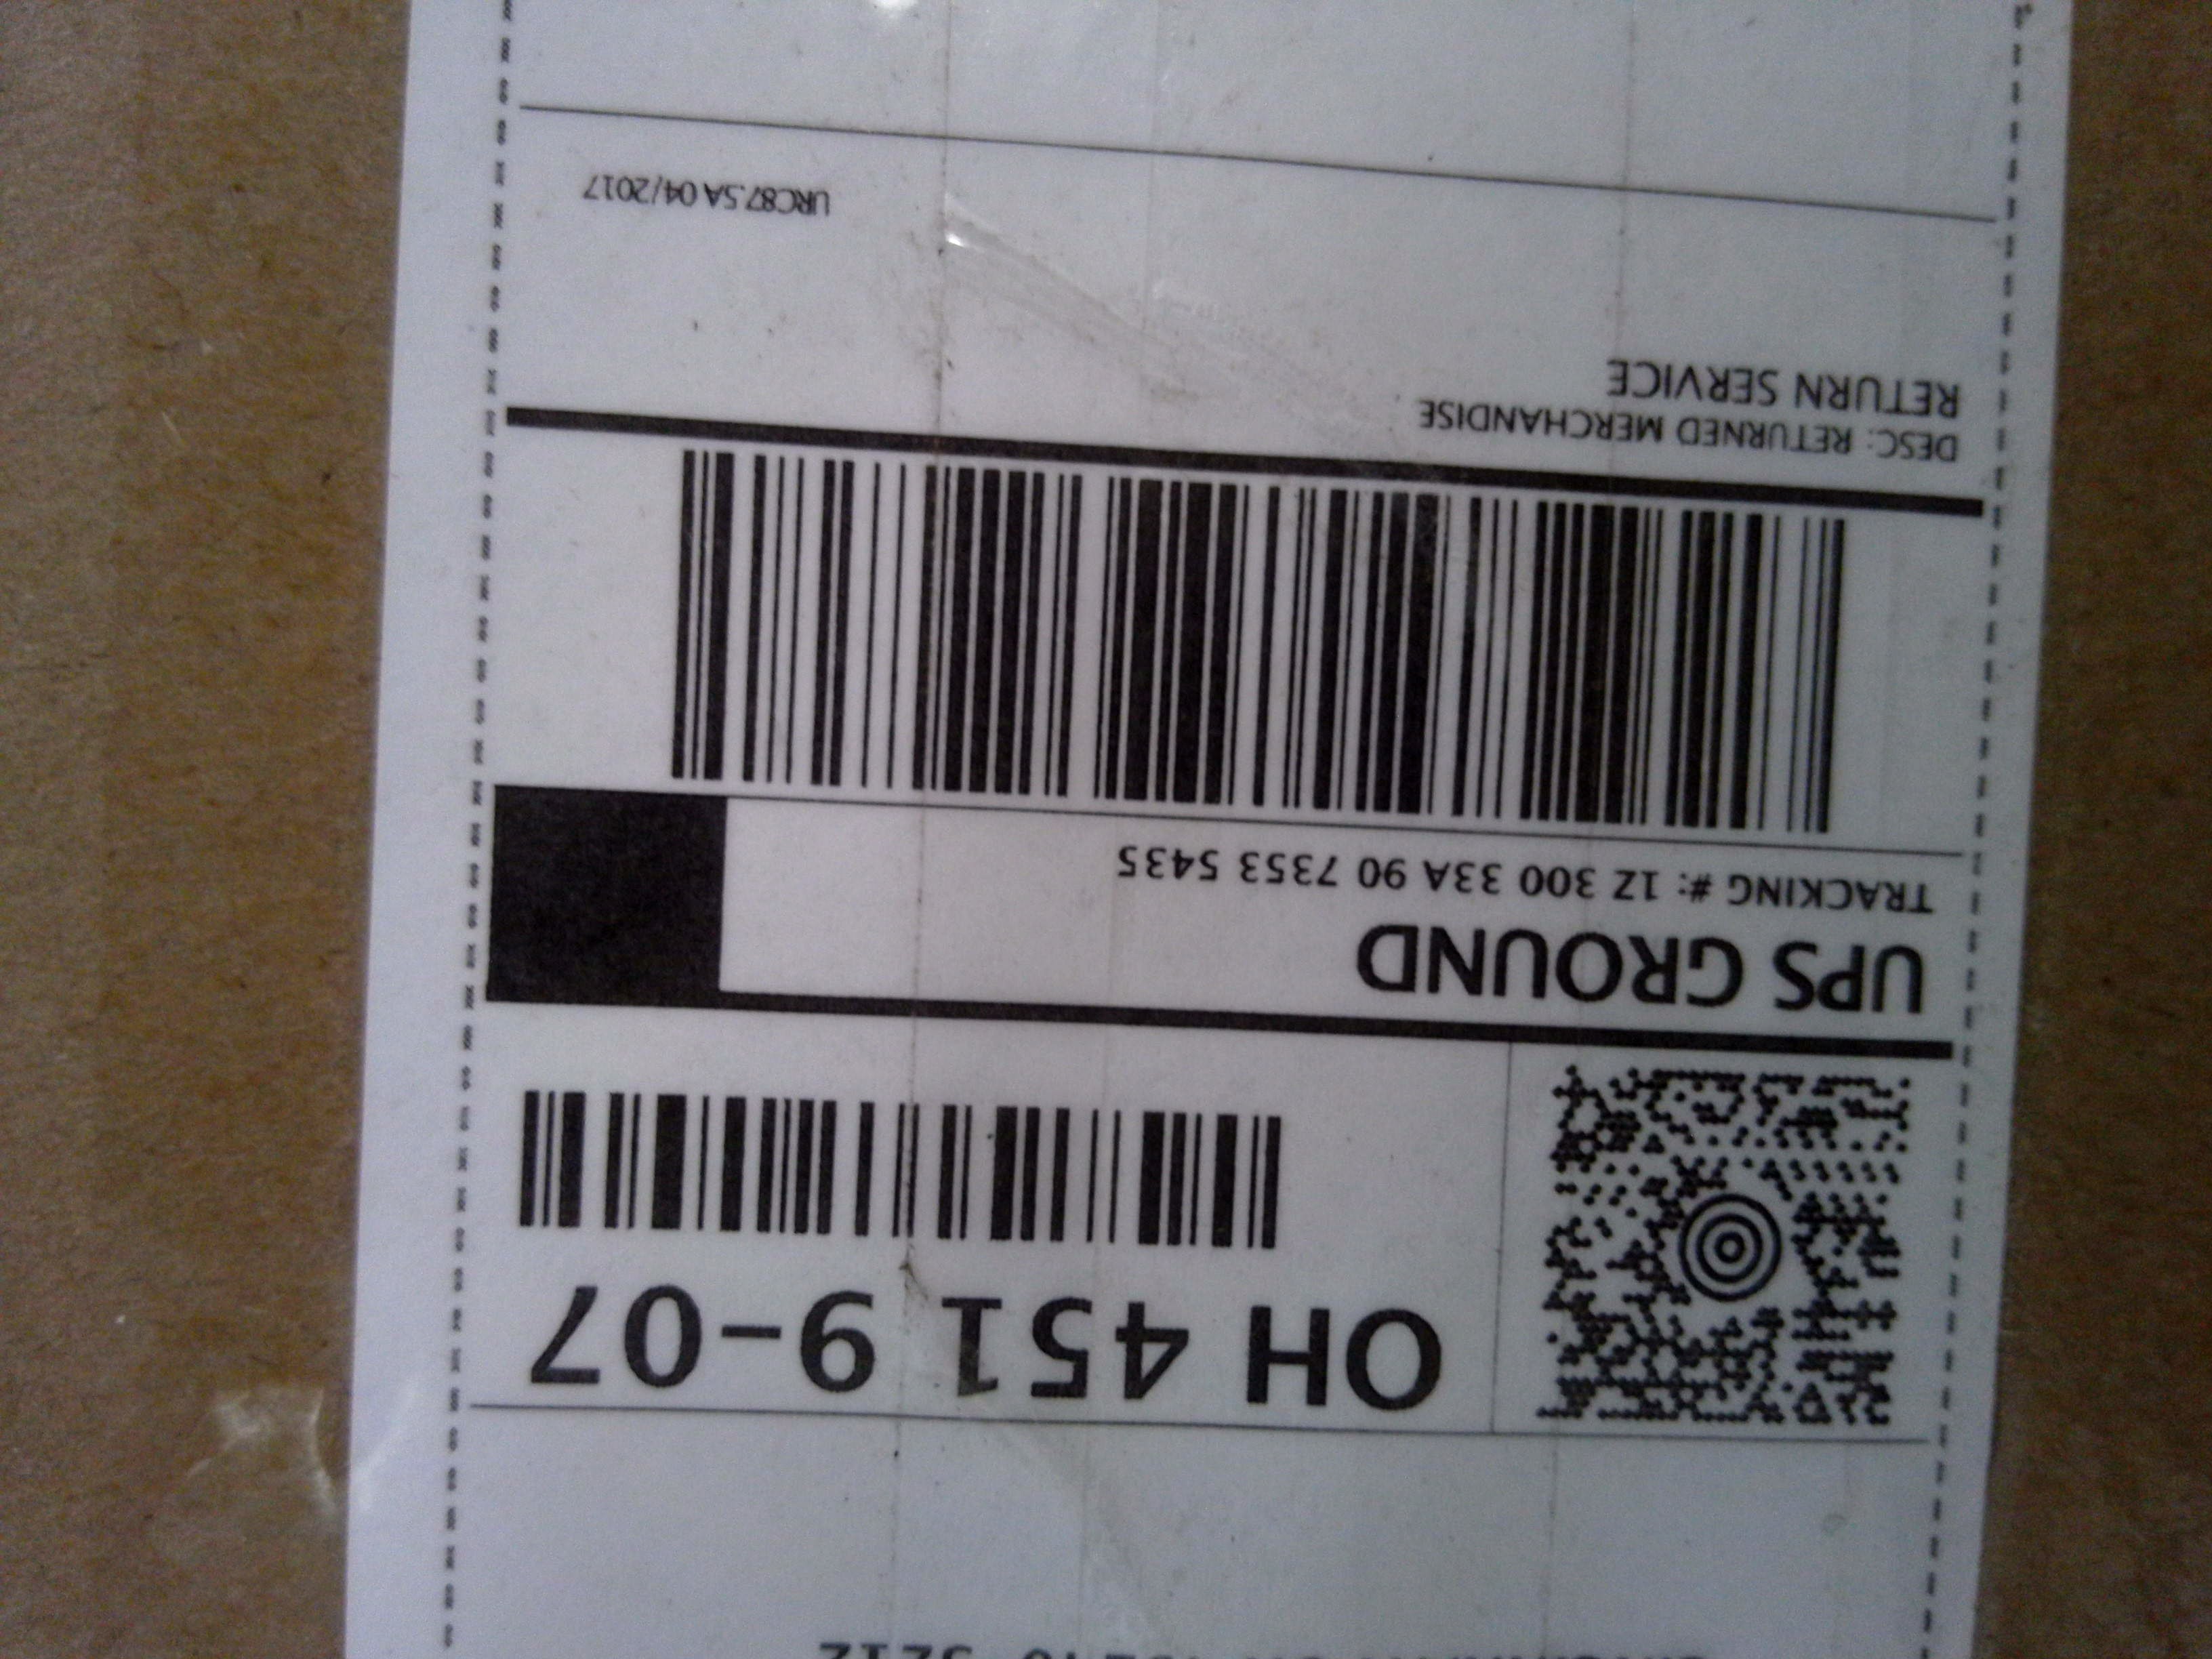 OH 451 9-07
UPS GROUND
TRACKING #: 1Z 300 33A 90 7353 5435
DESC: RETURNED MERCHANDISE
RETURN SERVICE
URC87.5A 04/2017